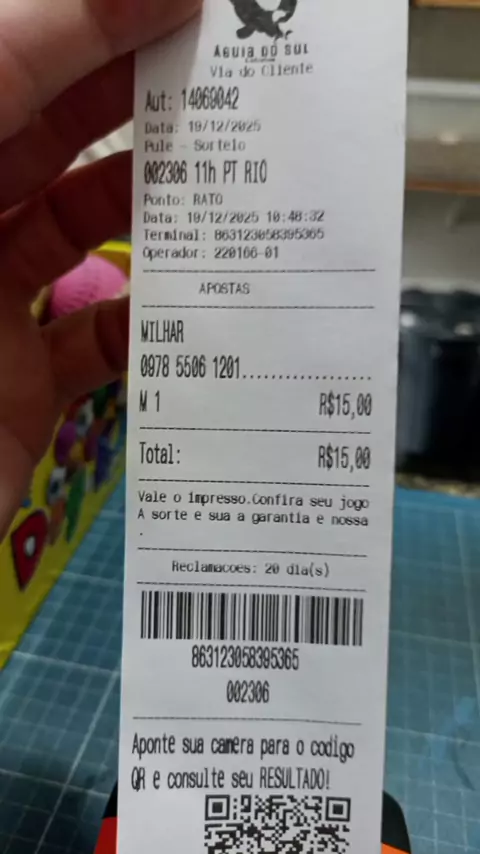 AGUIA DO SUL
Via do Cliente
Aut: 14069042
Data: 19/12/2025
Pule - Sorteio
002306 11h PT RIO
Ponto: RATO
Data: 19/12/2025 10:48:32
Terminal: 863123058395365
Operador: 220166-01
APOSTAS
MILHAR
0978 5506 1201..................
M 1 R$15,00
Total: R$15,00
Vale o impresso.Confira seu jogo
A sorte e sua a garantia e nossa
.
Reclamacoes: 20 dia(s)
863123058395365
002306
Aponte sua camera para o codigo
QR e consulte seu RESULTADO!